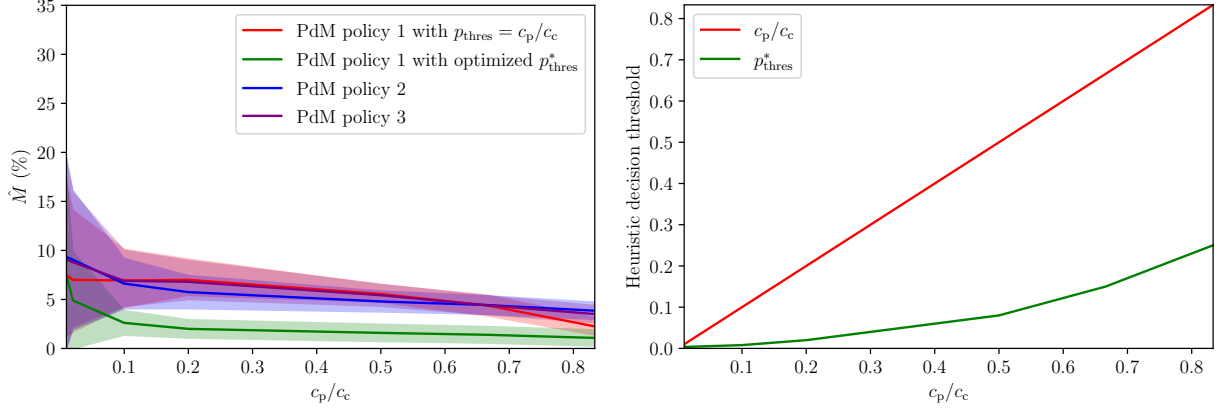 35
30
25
20
15
10
5
0
M̂ (%)
PdM policy 1 with p_thres = c_p/c_c
PdM policy 1 with optimized p*_thres
PdM policy 2
PdM policy 3
0.1 0.2 0.3 0.4 0.5 0.6 0.7 0.8
c_p/c_c
0.8
0.7
0.6
0.5
0.4
0.3
0.2
0.1
0.0
Heuristic decision threshold
c_p/c_c
p*_thres
0.1 0.2 0.3 0.4 0.5 0.6 0.7 0.8
c_p/c_c